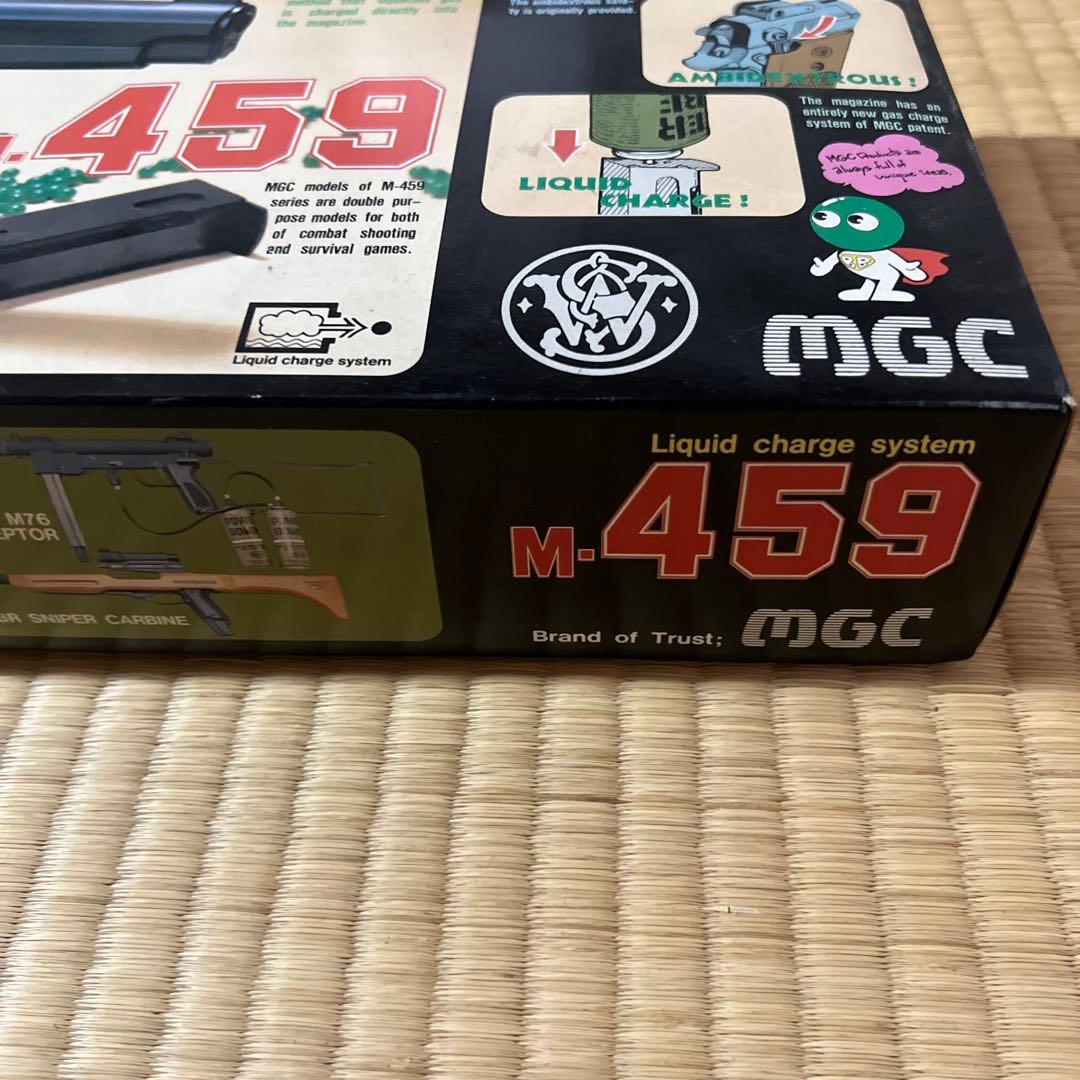 is charged directly into
the magazine.
ty is originally provided.
AMBIDEXTROUS!
The magazine has an
entirely new gas charge
system of MGC patent.
MGC Products are
always full of
unique ideas.
.459
LIQUID
CHARGE!
MGC models of M-459
series are double pur-
pose models for both
of combat shooting
and survival games.
BB
SW
MGC
Liquid charge system
Liquid charge system
M-459
Brand of Trust; MGC
M76
EPTOR
BR SNIPER CARBINE